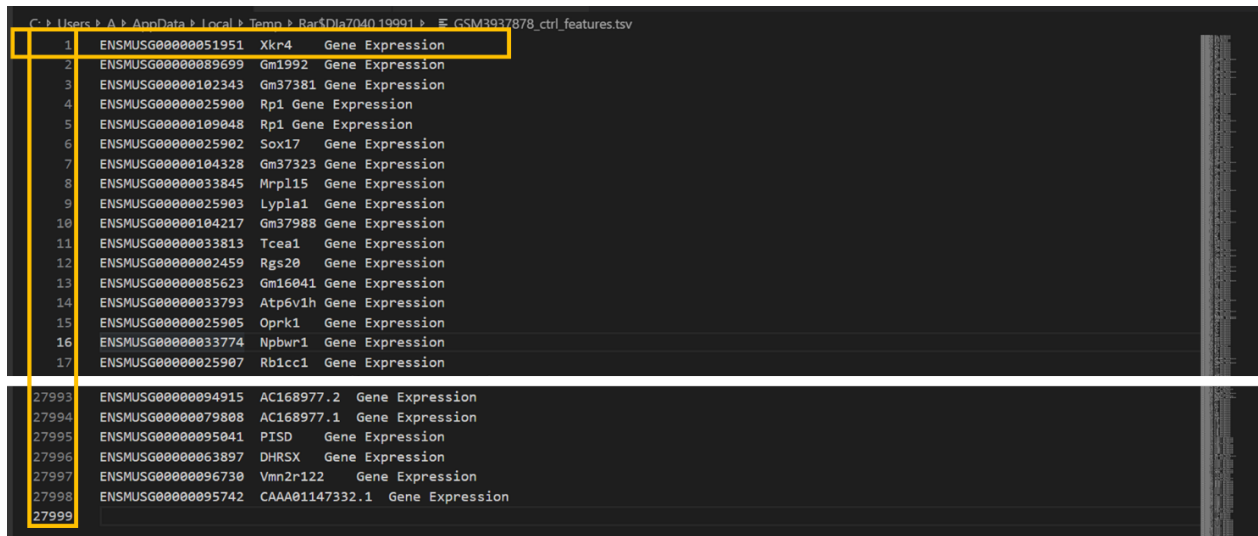 C: > Users > A > AppData > Local > Temp > Rar$DIa7040.19991 > GSM3937878_ctrl_features.tsv
1 ENSMUSG00000051951 Xkr4 Gene Expression
2 ENSMUSG00000089699 Gm1992 Gene Expression
3 ENSMUSG00000102343 Gm37381 Gene Expression
4 ENSMUSG00000025900 Rp1 Gene Expression
5 ENSMUSG00000109048 Rp1 Gene Expression
6 ENSMUSG00000025902 Sox17 Gene Expression
7 ENSMUSG00000104328 Gm37323 Gene Expression
8 ENSMUSG00000033845 Mrpl15 Gene Expression
9 ENSMUSG00000025903 Lypla1 Gene Expression
10 ENSMUSG00000104217 Gm37988 Gene Expression
11 ENSMUSG00000033813 Tcea1 Gene Expression
12 ENSMUSG00000002459 Rgs20 Gene Expression
13 ENSMUSG00000085623 Gm16041 Gene Expression
14 ENSMUSG00000033793 Atp6v1h Gene Expression
15 ENSMUSG00000025905 Oprk1 Gene Expression
16 ENSMUSG00000033774 Npbwr1 Gene Expression
17 ENSMUSG00000025907 Rb1cc1 Gene Expression
27993 ENSMUSG00000094915 AC168977.2 Gene Expression
27994 ENSMUSG00000079808 AC168977.1 Gene Expression
27995 ENSMUSG00000095041 PISD Gene Expression
27996 ENSMUSG00000063897 DHRSX Gene Expression
27997 ENSMUSG00000096730 Vmn2r122 Gene Expression
27998 ENSMUSG00000095742 CAAA01147332.1 Gene Expression
27999